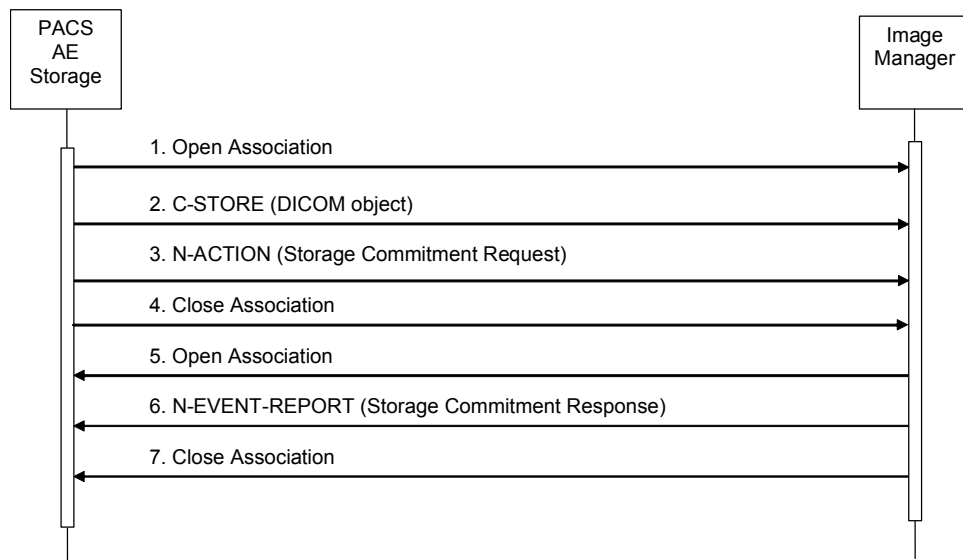 PACS
AE
Storage
Image
Manager
1. Open Association
2. C-STORE (DICOM object)
3. N-ACTION (Storage Commitment Request)
4. Close Association
5. Open Association
6. N-EVENT-REPORT (Storage Commitment Response)
7. Close Association